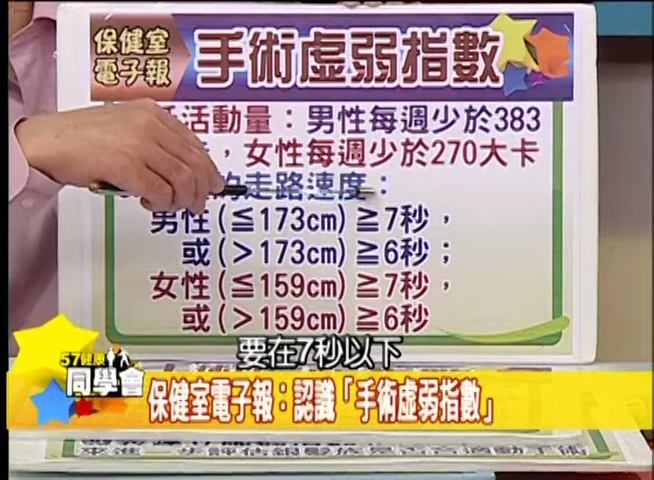 保健室
電子報
手術虛弱指數
活動量：男性每週少於383
，女性每週少於270大卡
的走路速度：
男性(≦173cm)≧7秒，
或(>173cm)≧6秒；
女性(≦159cm)≧7秒，
或(>159cm)≧6秒
要在7秒以下
57健康
同學會
保健室電子報：認識「手術虛弱指數」